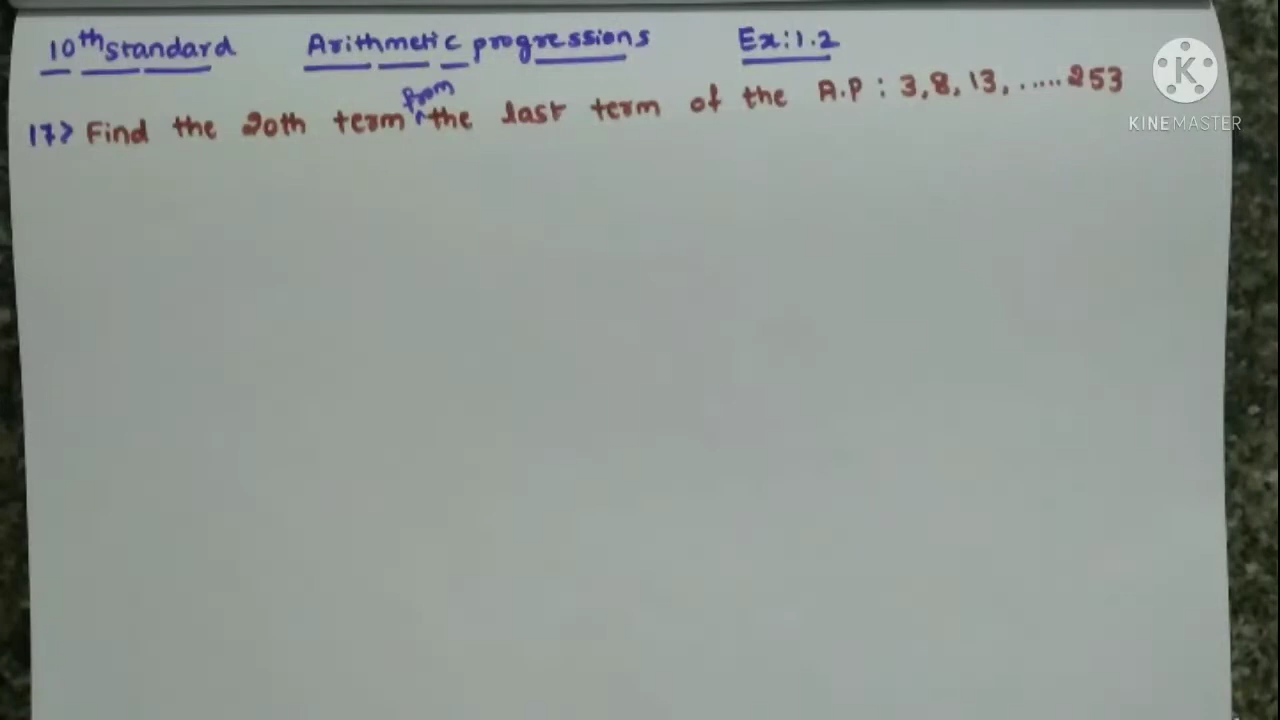 10th standard Arithmetic progressions Ex:1.2
17> Find the 20th term from the last term of the A.P : 3,8,13, ..... 253
K
KINEMASTER